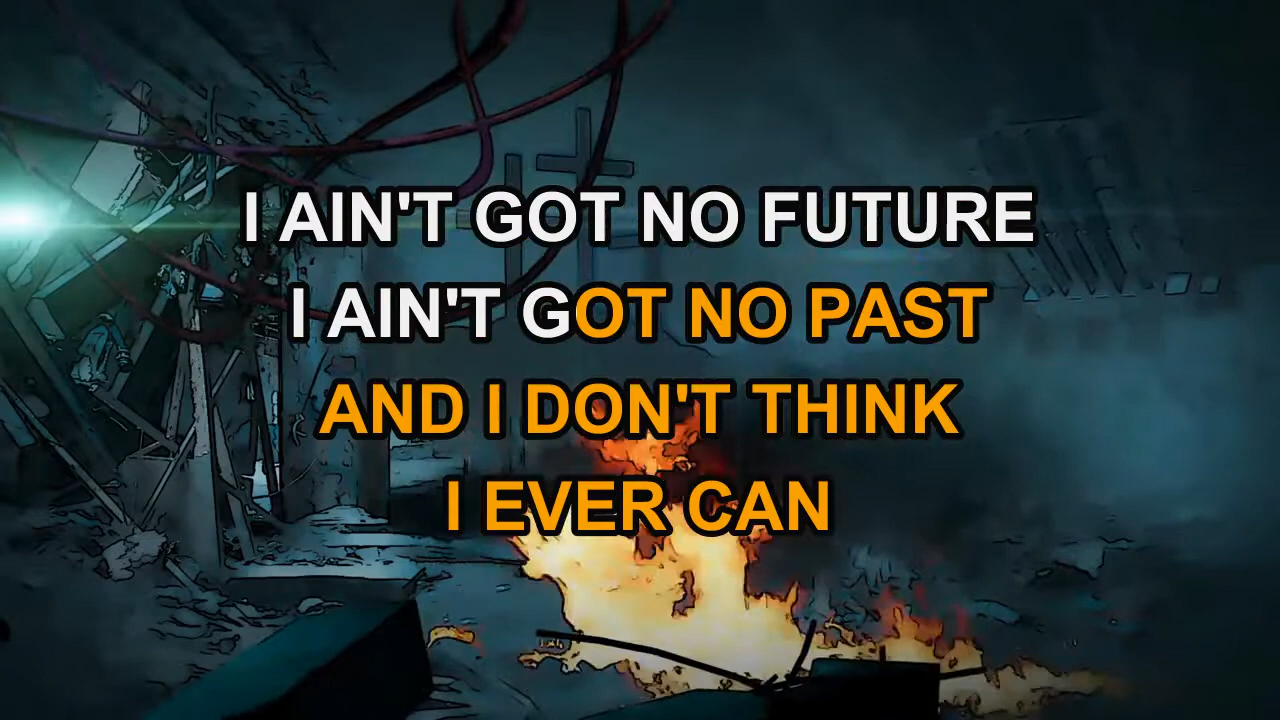 I AIN'T GOT NO FUTURE
I AIN'T GOT NO PAST
AND I DON'T THINK
I EVER CAN